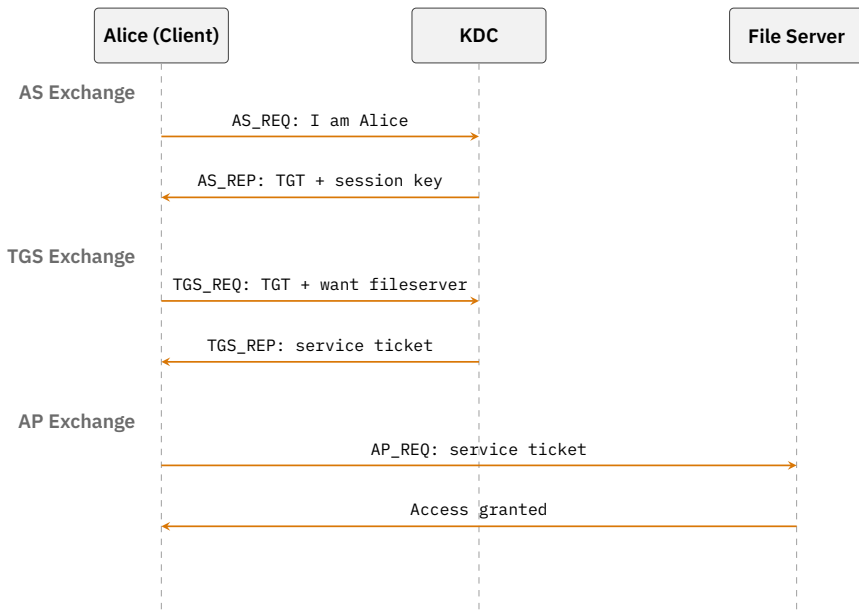 Alice (Client)
KDC
File Server
AS Exchange
AS_REQ: I am Alice
AS_REP: TGT + session key
TGS Exchange
TGS_REQ: TGT + want fileserver
TGS_REP: service ticket
AP Exchange
AP_REQ: service ticket
Access granted